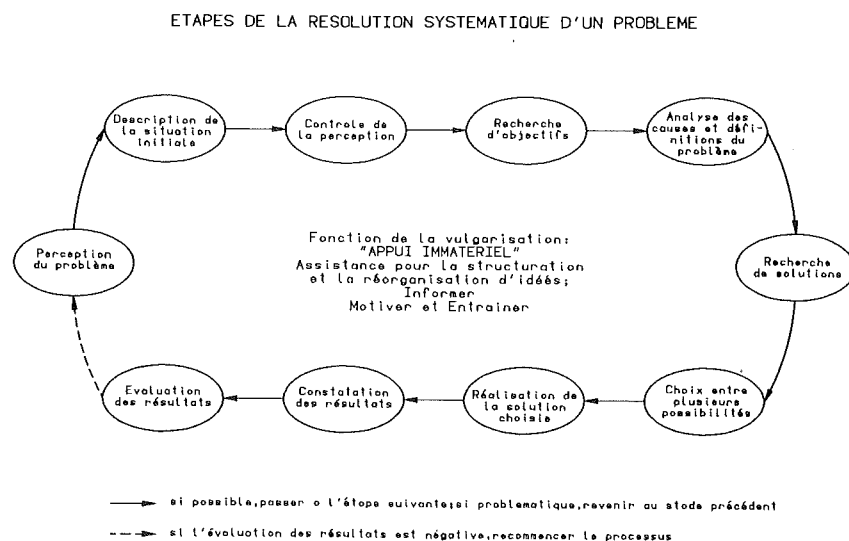 ETAPES DE LA RESOLUTION SYSTEMATIQUE D'UN PROBLEME
Description de
la situation
initiale
Controle de
la perception
Recherche
d'objectifs
Analyse des
causes et défi-
nitions du
problème
Perception
du problème
Fonction de la vulgarisation:
"APPUI IMMATERIEL"
Assistance pour la structuration
et la réorganisation d'idéés;
Informer
Motiver et Entrainer
Recherche
de solutions
Evaluation
des résultats
Constatation
des résultats
Réalisation de
la solution
choisie
Choix entre
plusieurs
possibilités
si possible,passer a l'étape suivante;si problematique,revenir au stade précédent
si l'évaluation des résultats est négative,recommencer le processus